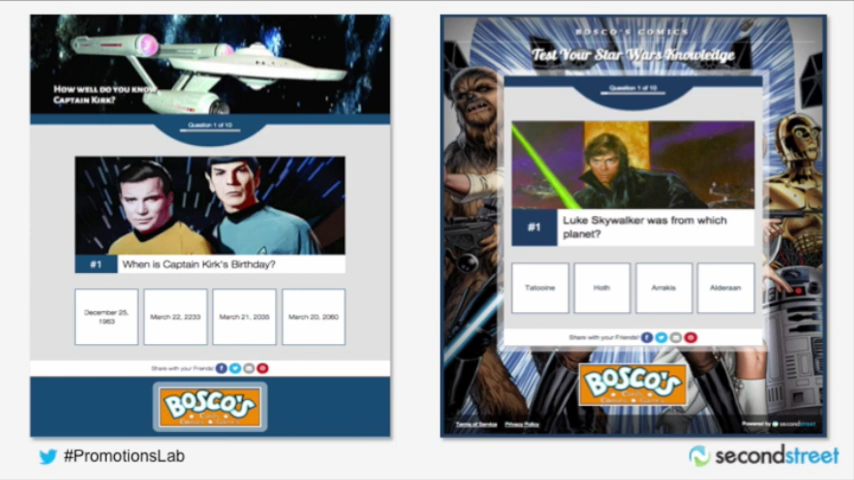 HOW WELL DO YOU KNOW
CAPTAIN KIRK?
Question 1 of 10
#1
When is Captain Kirk's Birthday?
December 25,
March 22, 2233
March 21, 2035
March 20, 2060
Share with your Friends!
BOSCO'S
#PromotionsLab
BOSCO'S COMICS
Test Your Star Wars Knowledge
Question 1 of 10
#1
Luke Skywalker was from which
planet?
Tatooine
Hoth
Arrakis
Alderaan
Share with your Friends!
BOSCO'S
Terms of Service
Privacy Policy
Powered by secondstreet
secondstreet